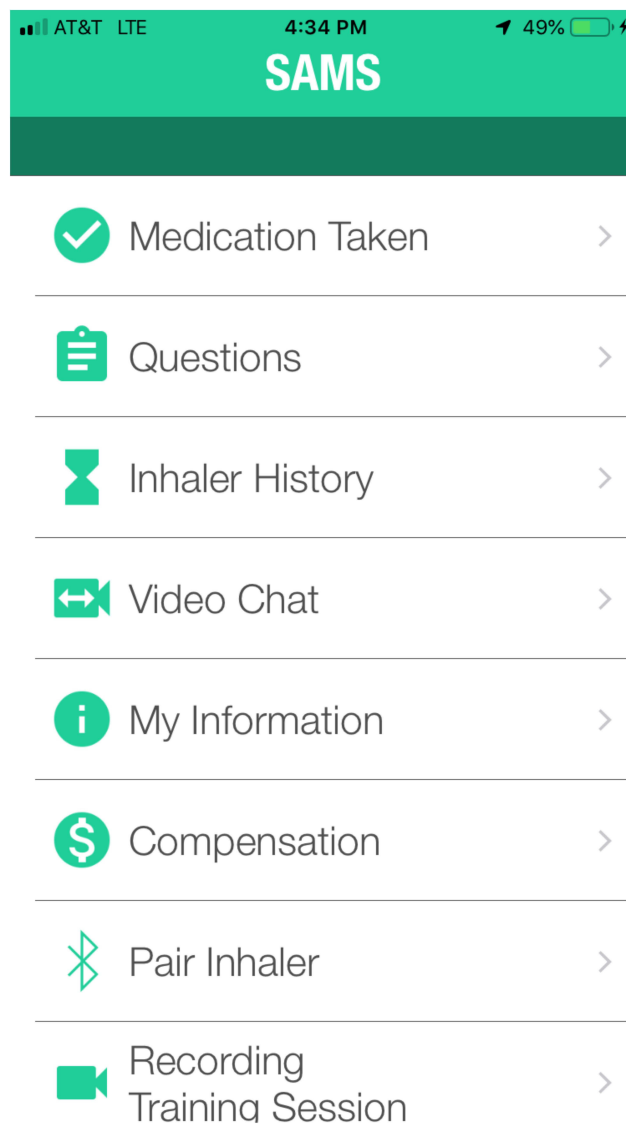 AT&T LTE 4:34 PM 49%
SAMS
Medication Taken
Questions
Inhaler History
Video Chat
My Information
Compensation
Pair Inhaler
Recording
Training Session